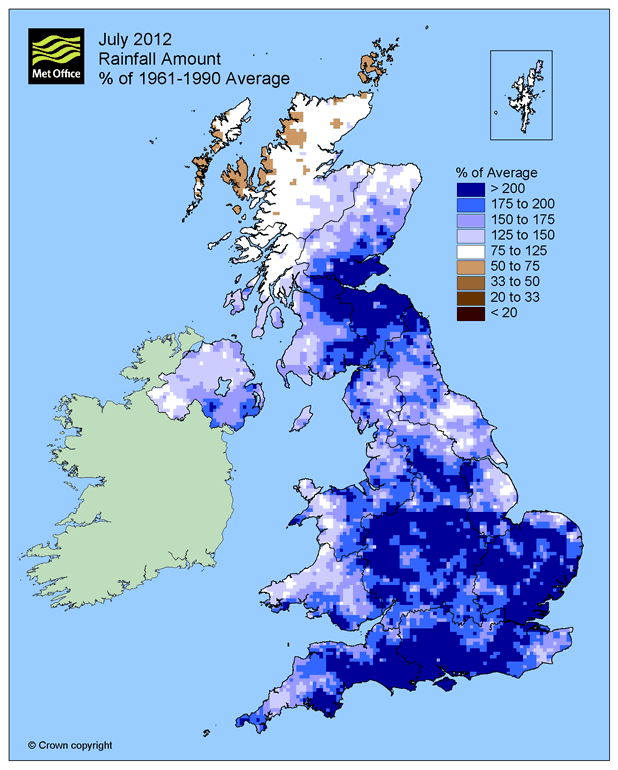 Met Office
July 2012
Rainfall Amount
% of 1961-1990 Average
% of Average
> 200
175 to 200
150 to 175
125 to 150
75 to 125
50 to 75
33 to 50
20 to 33
< 20
© Crown copyright